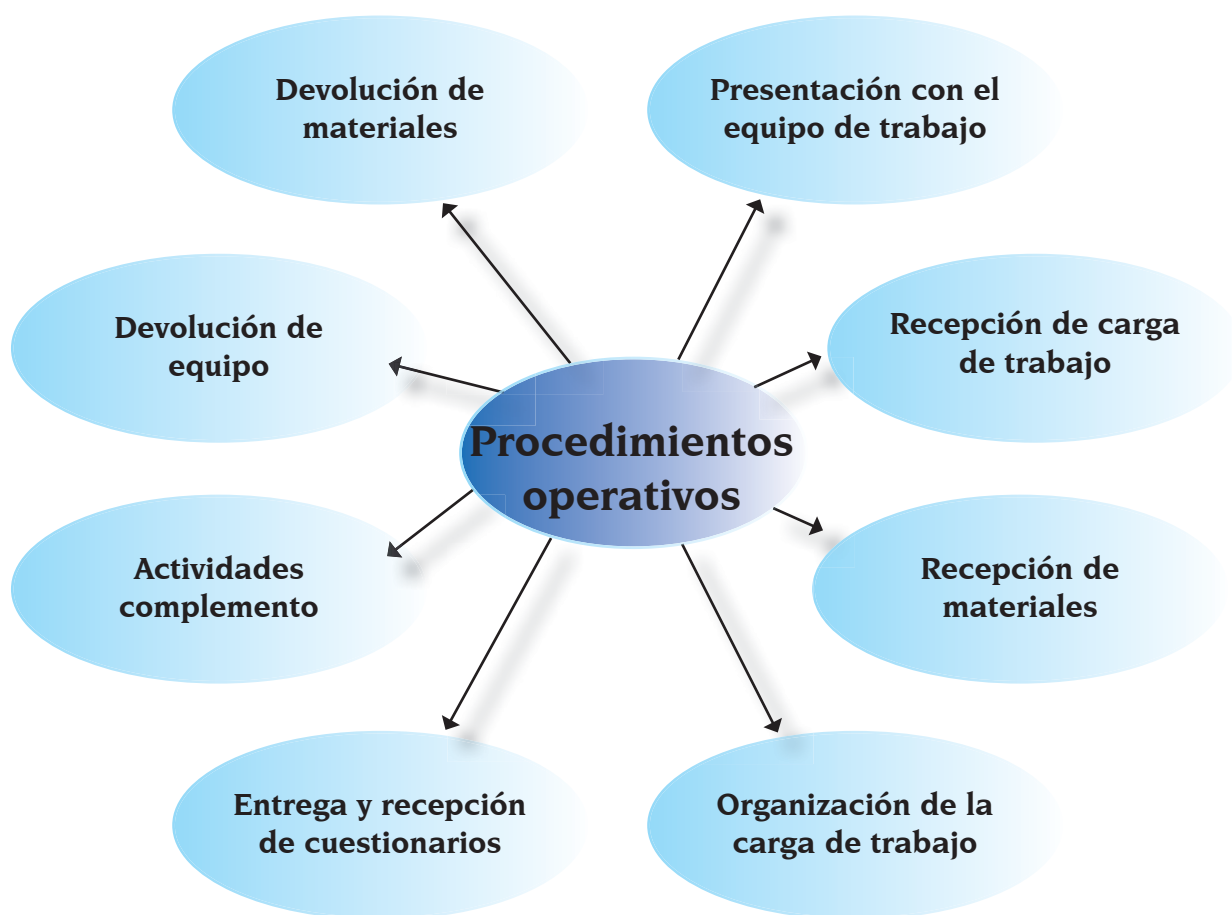 Devolución de
materiales
Presentación con el
equipo de trabajo
Devolución de
equipo
Recepción de carga
de trabajo
Procedimientos
operativos
Actividades
complemento
Recepción de
materiales
Entrega y recepción
de cuestionarios
Organización de la
carga de trabajo